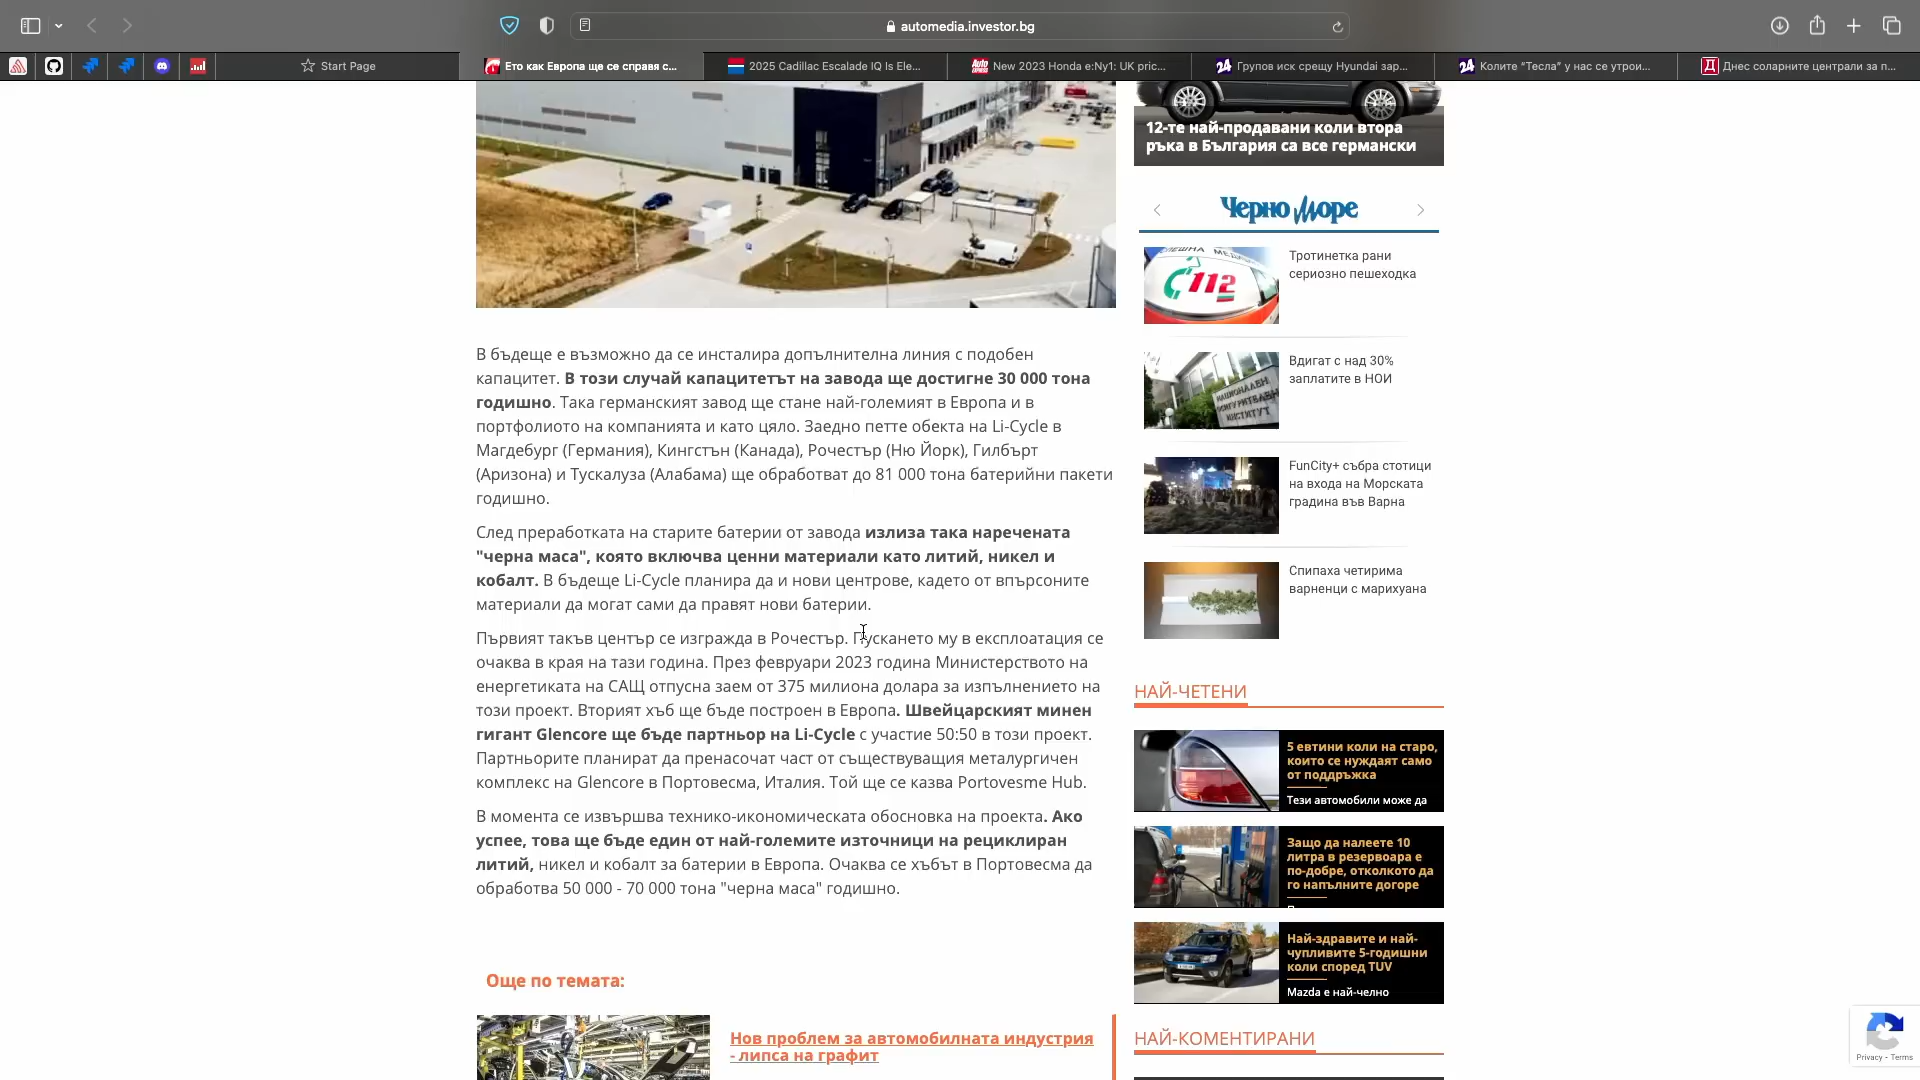 automedia.investor.bg
Start Page
Ето как Европа ще се справя с...
2025 Cadillac Escalade IQ Is Ele...
New 2023 Honda e:Ny1: UK pric...
Групов иск срещу Hyundai зар...
Колите "Тесла" у нас се утрои...
Днес соларните централи за п...
В бъдеще е възможно да се инсталира допълнителна линия с подобен
капацитет. В този случай капацитетът на завода ще достигне 30 000 тона
годишно. Така германският завод ще стане най-големият в Европа и в
портфолиото на компанията и като цяло. Заедно петте обекта на Li-Cycle в
Магдебург (Германия), Кингстън (Канада), Рочестър (Ню Йорк), Гилбърт
(Аризона) и Тускалуза (Алабама) ще обработват до 81 000 тона батерийни пакети
годишно.
След преработката на старите батерии от завода излиза така наречената
"черна маса", която включва ценни материали като литий, никел и
кобалт. В бъдеще Li-Cycle планира да и нови центрове, кадето от впърсоните
материали да могат сами да правят нови батерии.
Първият такъв център се изгражда в Рочестър. Пускането му в експлоатация се
очаква в края на тази година. През февруари 2023 година Министерството на
енергетиката на САЩ отпусна заем от 375 милиона долара за изпълнението на
този проект. Вторият хъб ще бъде построен в Европа. Швейцарският минен
гигант Glencore ще бъде партньор на Li-Cycle с участие 50:50 в този проект.
Партньорите планират да пренасочат част от съществуващия металургичен
комплекс на Glencore в Портовесма, Италия. Той ще се казва Portovesme Hub.
В момента се извършва технико-икономическата обосновка на проекта. Ако
успее, това ще бъде един от най-големите източници на рециклиран
литий, никел и кобалт за батерии в Европа. Очаква се хъбът в Портовесма да
обработва 50 000 - 70 000 тона "черна маса" годишно.
Още по темата:
Нов проблем за автомобилната индустрия
- липса на графит
12-те най-продавани коли втора
ръка в България са все германски
Черно Море
112
Тротинетка рани
сериозно пешеходка
НАЦИОНАЛЕН
ОСИГУРИТЕЛЕН
ИНСТИТУТ
Вдигат с над 30%
заплатите в НОИ
FunCity+ събра стотици
на входа на Морската
градина във Варна
Спипаха четирима
варненци с марихуана
НАЙ-ЧЕТЕНИ
5 евтини коли на старо,
които се нуждаят само
от поддръжка
Тези автомобили може да
Защо да налеете 10
литра в резервоара е
по-добре, отколкото да
го напълните догоре
Най-здравите и най-
чупливите 5-годишни
коли според TUV
Mazda е най-челно
НАЙ-КОМЕНТИРАНИ
Privacy - Terms